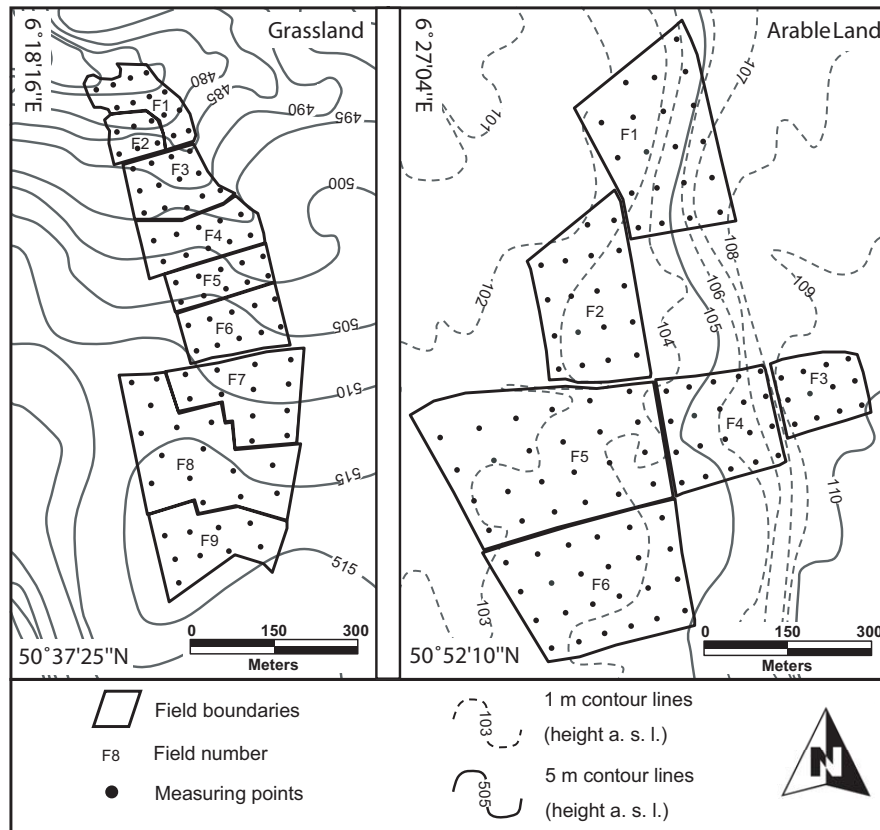 Grassland
6°18'16''E
480
485
490
495
500
505
510
515
515
F1
F2
F3
F4
F5
F6
F7
F8
F9
50°37'25''N
0 150 300
Meters
Arable Land
6°27'04''E
101
107
102
108
106
105
104
109
110
103
F1
F2
F3
F4
F5
F6
50°52'10''N
0 150 300
Meters
Field boundaries
F8 Field number
Measuring points
103
1 m contour lines
(height a. s. l.)
505
5 m contour lines
(height a. s. l.)
N